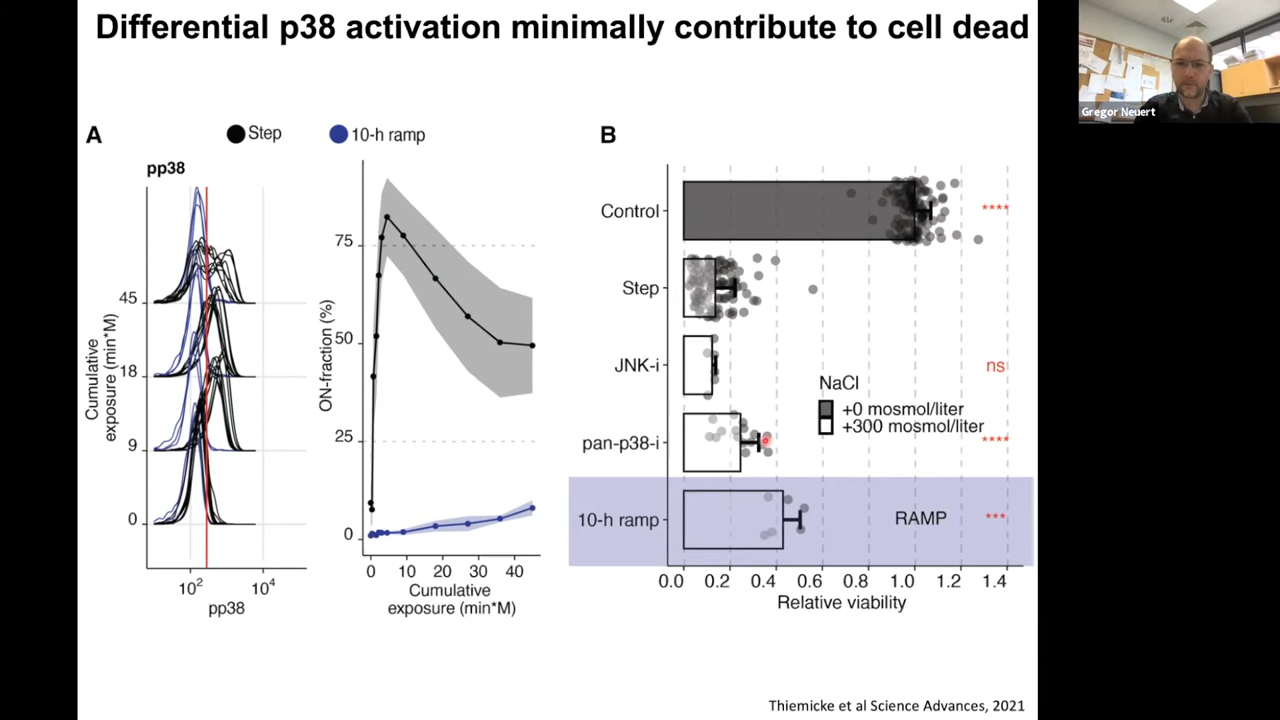 Differential p38 activation minimally contribute to cell dead
Gregor Neuert
A
Step
10-h ramp
pp38
Cumulative
exposure (min*M)
45
18
9
0
10²
10⁴
pp38
ON-fraction (%)
75
50
25
0
0
10
20
30
40
Cumulative
exposure (min*M)
B
Control
****
Step
JNK-i
ns
NaCl
+0 mosmol/liter
+300 mosmol/liter
pan-p38-i
****
10-h ramp
RAMP
***
0.0
0.2
0.4
0.6
0.8
1.0
1.2
1.4
Relative viability
Thiemicke et al Science Advances, 2021